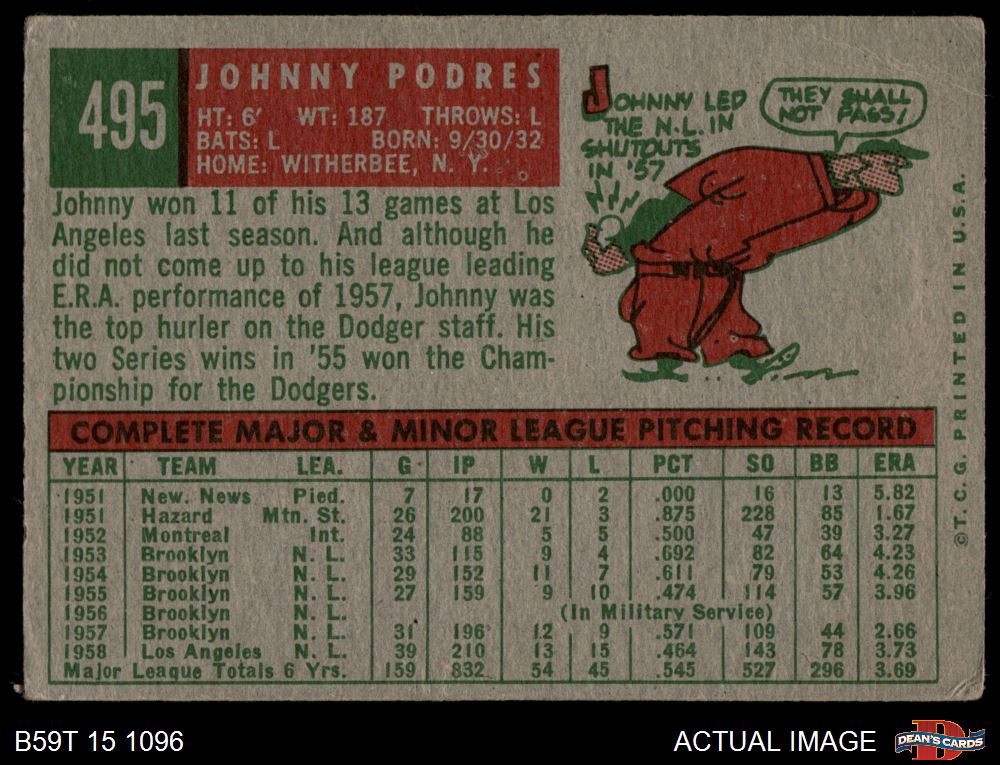 495
JOHNNY PODRES
HT: 6' WT: 187 THROWS: L
BATS: L BORN: 9/30/32
HOME: WITHERBEE, N. Y.
Johnny won 11 of his 13 games at Los
Angeles last season. And although he
did not come up to his league leading
E.R.A. performance of 1957, Johnny was
the top hurler on the Dodger staff. His
two Series wins in '55 won the Cham-
pionship for the Dodgers.
JOHNNY LED
THE N.L. IN
SHUTOUTS
IN '57
THEY SHALL
NOT PASS!
COMPLETE MAJOR & MINOR LEAGUE PITCHING RECORD
YEAR TEAM LEA. G IP W L PCT SO BB ERA
1951 New. News Pied. 7 17 0 2 .000 16 13 5.82
1951 Hazard Mtn. St. 26 200 21 3 .875 228 85 1.67
1952 Montreal Int. 24 88 5 5 .500 47 39 3.27
1953 Brooklyn N. L. 33 115 9 4 .692 82 64 4.23
1954 Brooklyn N. L. 29 152 11 7 .611 79 53 4.26
1955 Brooklyn N. L. 27 159 9 10 .474 114 57 3.96
1956 Brooklyn N. L. (In Military Service)
1957 Brooklyn N. L. 31 196 12 9 .571 109 44 2.66
1958 Los Angeles N. L. 39 210 13 15 .464 143 78 3.73
Major League Totals 6 Yrs. 159 832 54 45 .545 527 296 3.69
©T. C. G. PRINTED IN U.S.A.
B59T 15 1096
ACTUAL IMAGE
DEAN'S CARDS